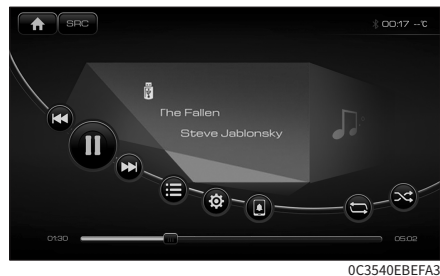 SRC
00:17 --℃
The Fallen
Steve Jablonsky
01:30
05:02
0C3540EBEFA3